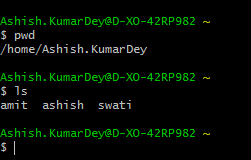 Ashish.KumarDey@D-XO-42RP982 ~
$ pwd
/home/Ashish.KumarDey
Ashish.KumarDey@D-XO-42RP982 ~
$ ls
amit  ashish  swati
Ashish.KumarDey@D-XO-42RP982 ~
$